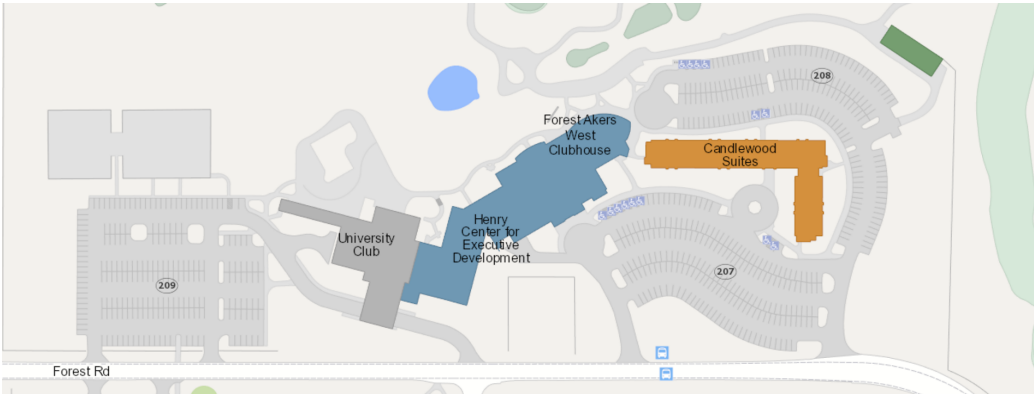 208
Forest Akers
West
Clubhouse
Candlewood
Suites
Henry
Center for
Executive
Development
University
Club
207
209
Forest Rd